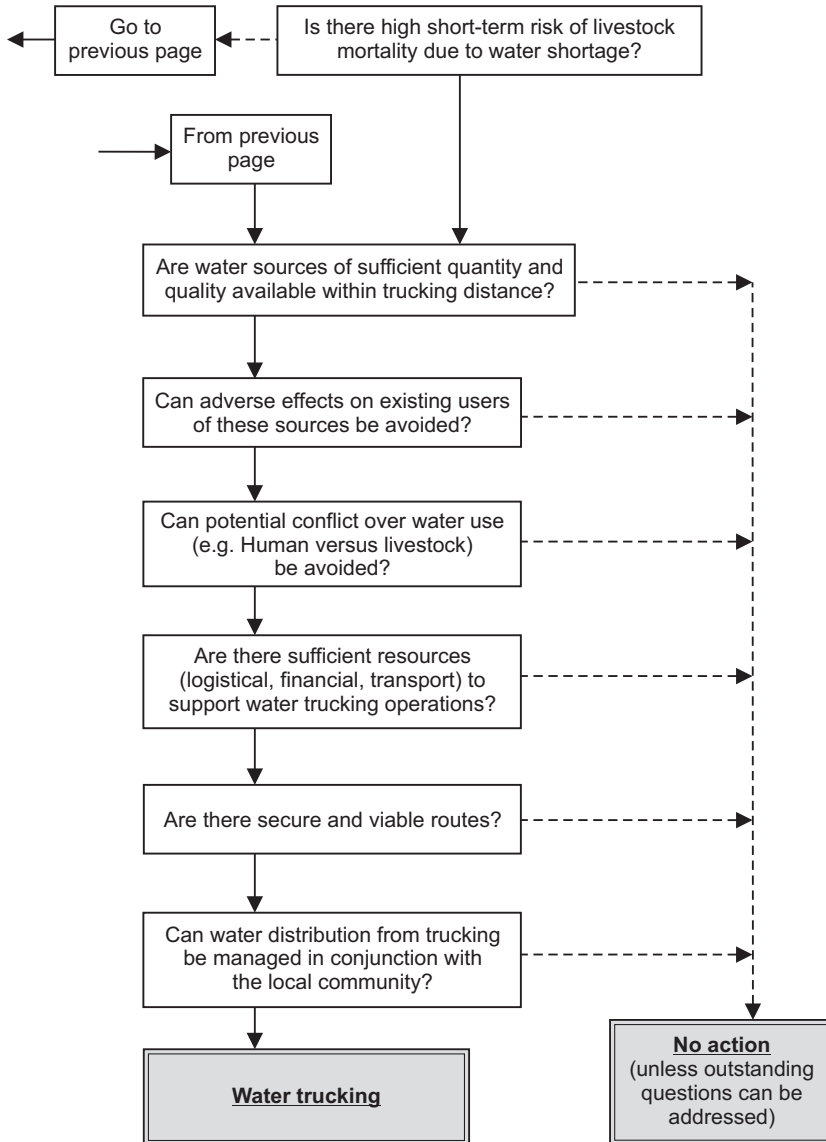 Go to
previous page
Is there high short-term risk of livestock
mortality due to water shortage?
From previous
page
Are water sources of sufficient quantity and
quality available within trucking distance?
Can adverse effects on existing users
of these sources be avoided?
Can potential conflict over water use
(e.g. Human versus livestock)
be avoided?
Are there sufficient resources
(logistical, financial, transport) to
support water trucking operations?
Are there secure and viable routes?
Can water distribution from trucking
be managed in conjunction with
the local community?
Water trucking
No action
(unless outstanding
questions can be
addressed)